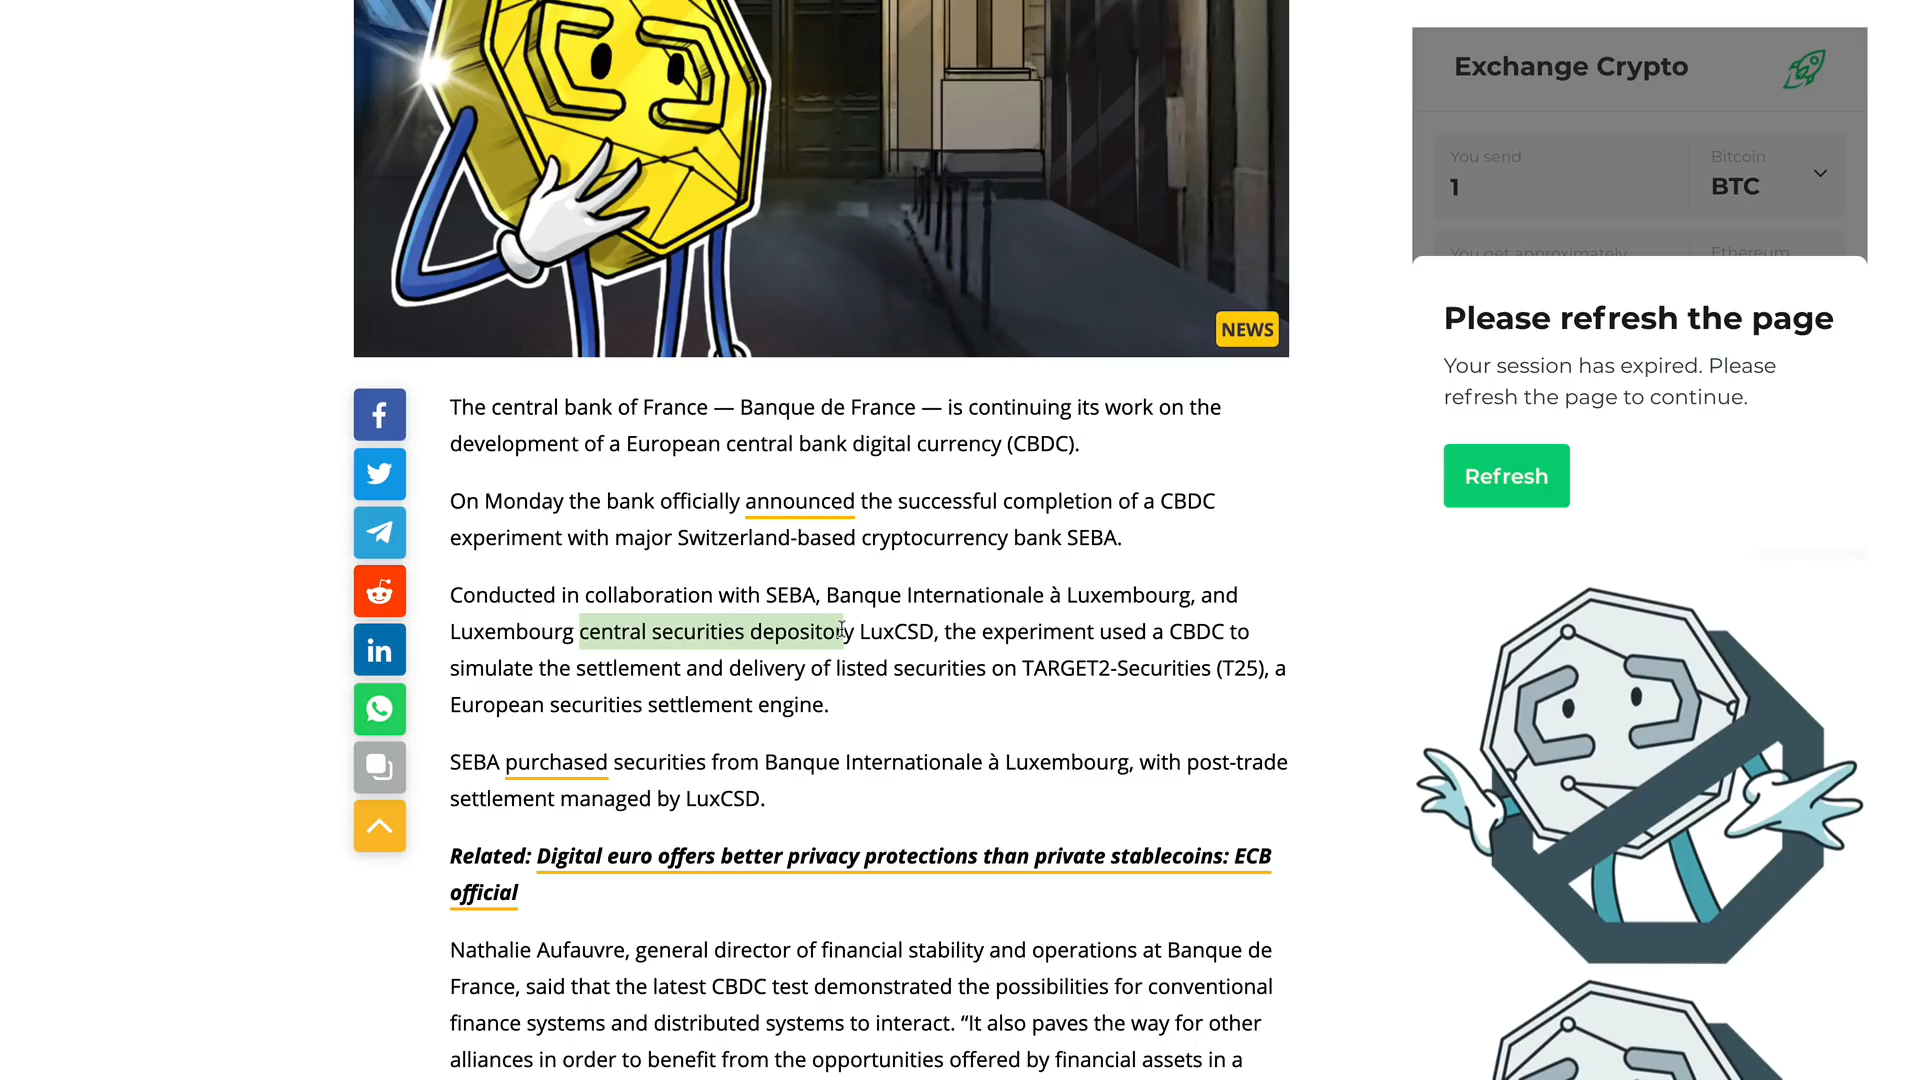 NEWS
The central bank of France — Banque de France — is continuing its work on the
development of a European central bank digital currency (CBDC).
On Monday the bank officially announced the successful completion of a CBDC
experiment with major Switzerland-based cryptocurrency bank SEBA.
Conducted in collaboration with SEBA, Banque Internationale à Luxembourg, and
Luxembourg central securities depository LuxCSD, the experiment used a CBDC to
simulate the settlement and delivery of listed securities on TARGET2-Securities (T25), a
European securities settlement engine.
SEBA purchased securities from Banque Internationale à Luxembourg, with post-trade
settlement managed by LuxCSD.
Related: Digital euro offers better privacy protections than private stablecoins: ECB
official
Nathalie Aufauvre, general director of financial stability and operations at Banque de
France, said that the latest CBDC test demonstrated the possibilities for conventional
finance systems and distributed systems to interact. “It also paves the way for other
alliances in order to benefit from the opportunities offered by financial assets in a
Exchange Crypto
You send
1
Bitcoin
BTC
You get approximately
Ethereum
Please refresh the page
Your session has expired. Please
refresh the page to continue.
Refresh